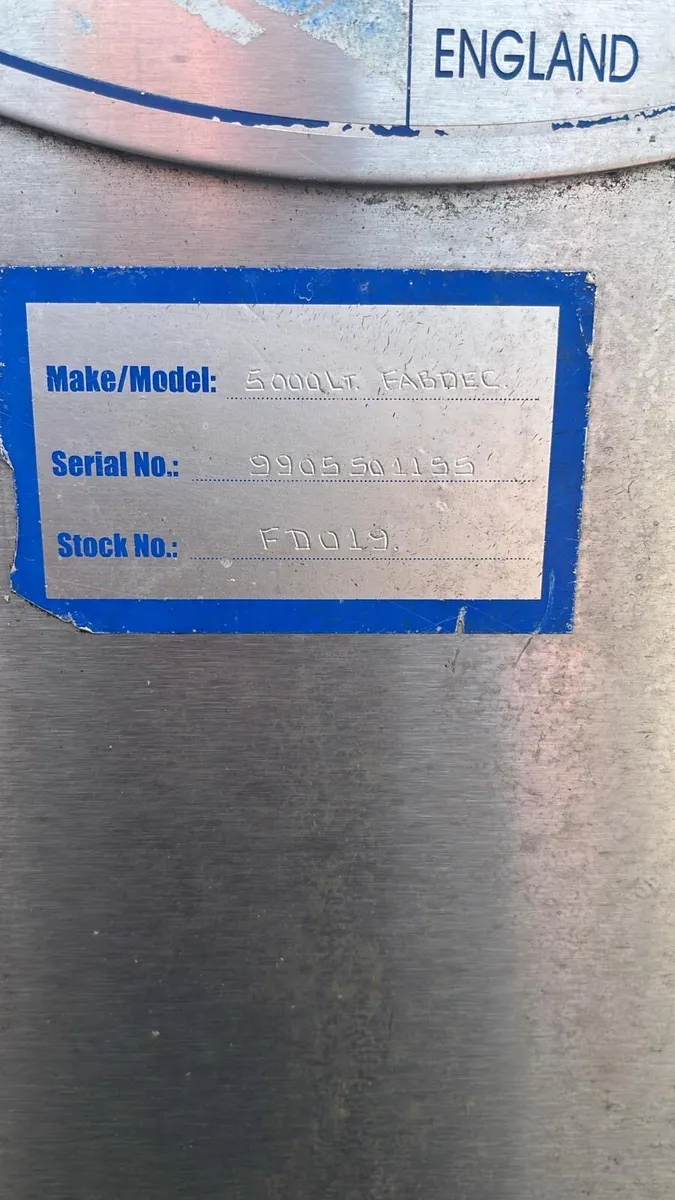 ENGLAND
Make/Model: 5000LT. FABDEC.
Serial No.: 9905501155
Stock No.: FD019.